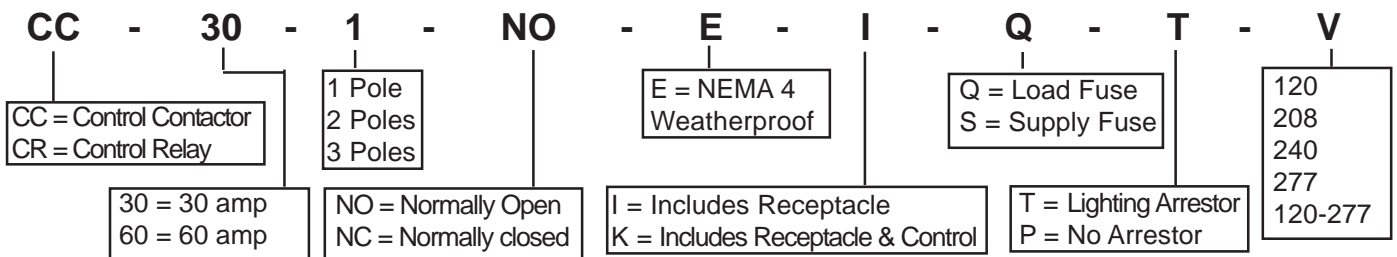 CC - 30 - 1 - NO - E - I - Q - T - V
CC = Control Contactor
CR = Control Relay
30 = 30 amp
60 = 60 amp
1 Pole
2 Poles
3 Poles
NO = Normally Open
NC = Normally closed
E = NEMA 4
Weatherproof
I = Includes Receptacle
K = Includes Receptacle & Control
Q = Load Fuse
S = Supply Fuse
T = Lighting Arrestor
P = No Arrestor
120
208
240
277
120-277